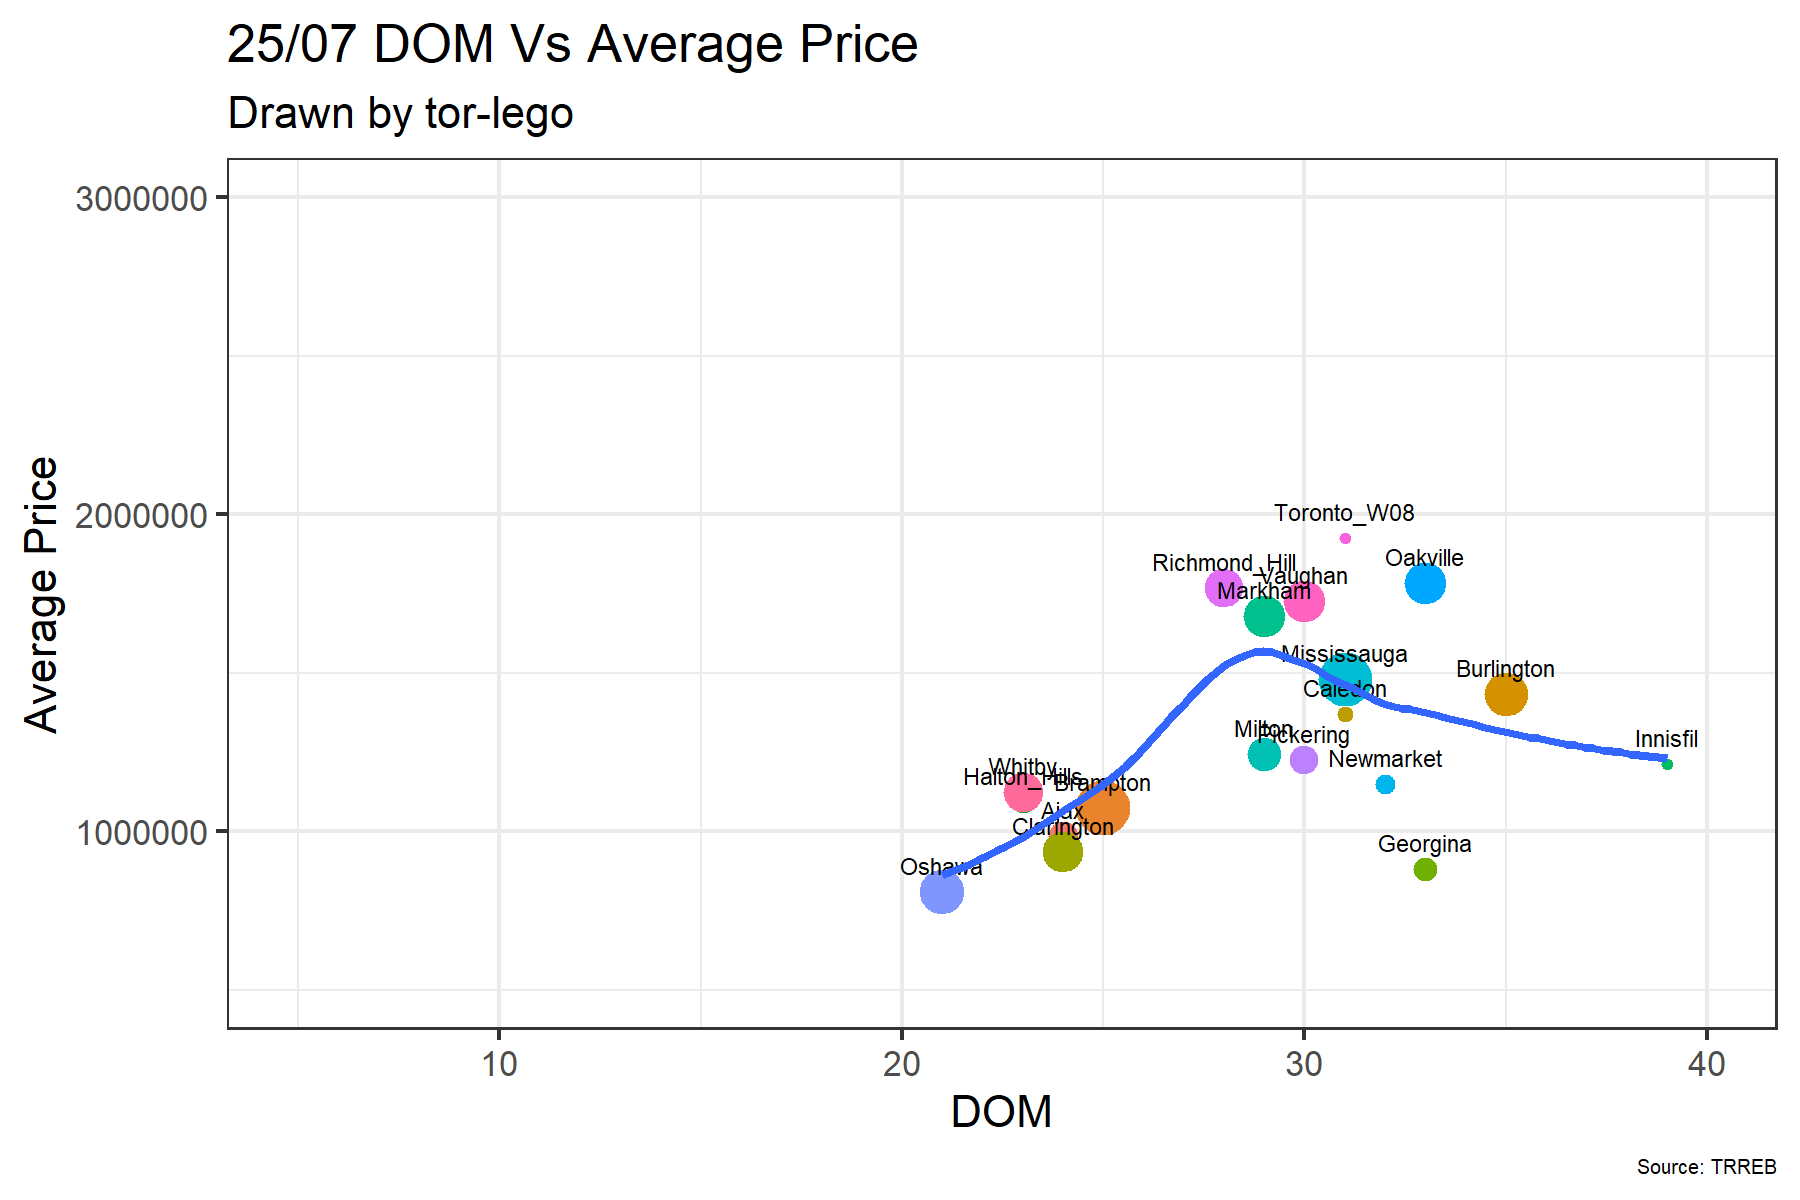 25/07 DOM Vs Average Price
Drawn by tor-lego
3000000
2000000
1000000
Average Price
Toronto_W08
Oakville
Richmond_Hill
Vaughan
Markham
Mississauga
Burlington
Caledon
Milton
Pickering
Innisfil
Newmarket
Whitby
Halton_Hills
Brampton
Ajax
Clarington
Georgina
Oshawa
10
20
30
40
DOM
Source: TRREB